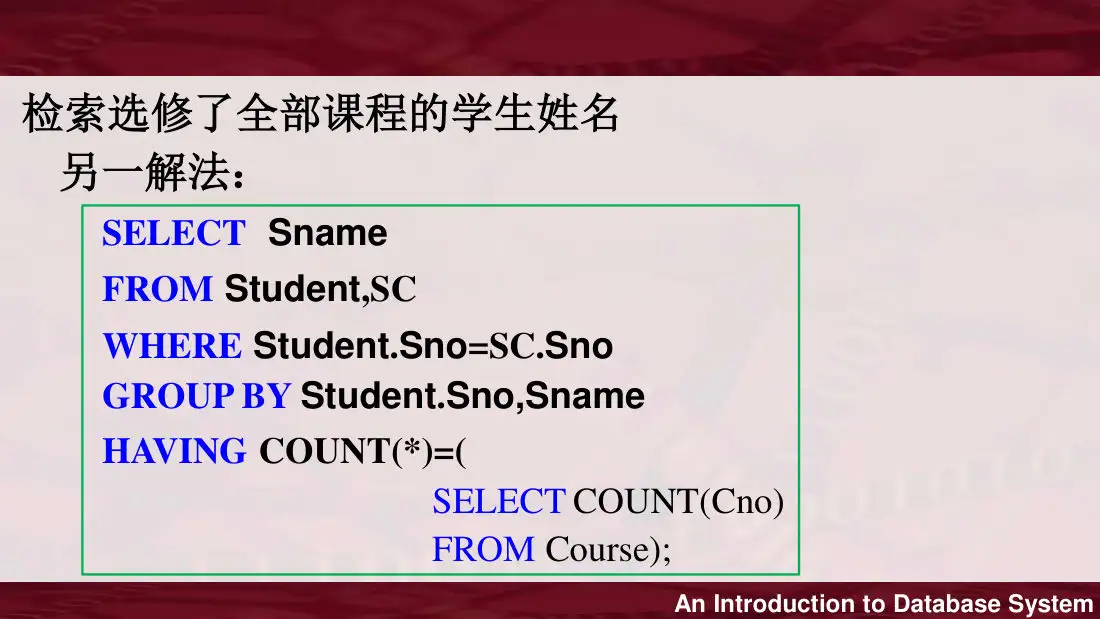 检索选修了全部课程的学生姓名
另一解法：
SELECT Sname
FROM Student,SC
WHERE Student.Sno=SC.Sno
GROUP BY Student.Sno,Sname
HAVING COUNT(*)=(
SELECT COUNT(Cno)
FROM Course);
An Introduction to Database System